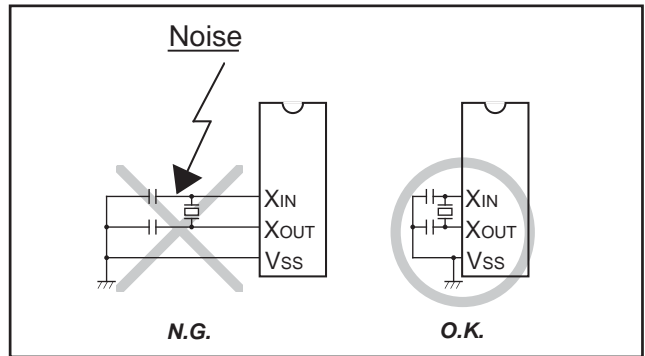 Noise
XIN
XOUT
VSS
N.G.
XIN
XOUT
VSS
O.K.